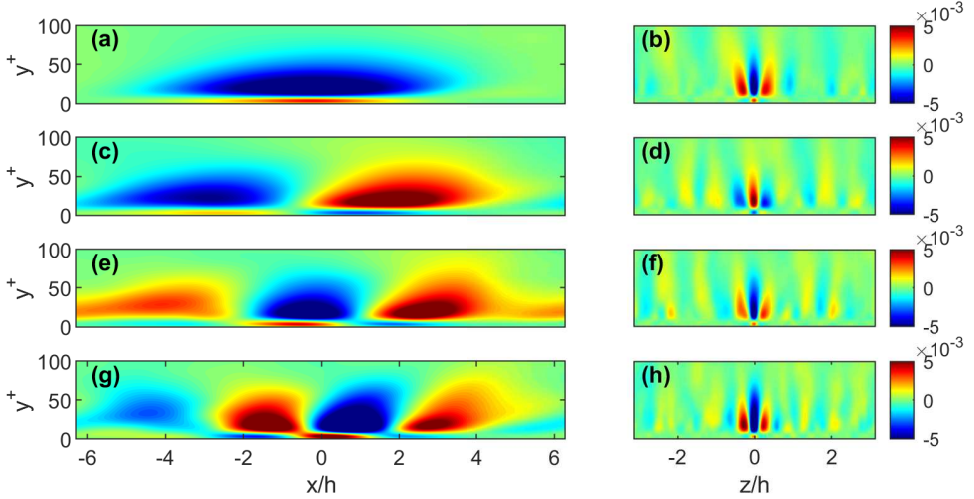 (a) (b) ×10⁻³
y⁺ 100 50 0 5 0 -5
(c) (d) ×10⁻³
y⁺ 100 50 0 5 0 -5
(e) (f) ×10⁻³
y⁺ 100 50 0 5 0 -5
(g) (h) ×10⁻³
y⁺ 100 50 0 5 0 -5
-6 -4 -2 0 2 4 6 -2 0 2
x/h z/h